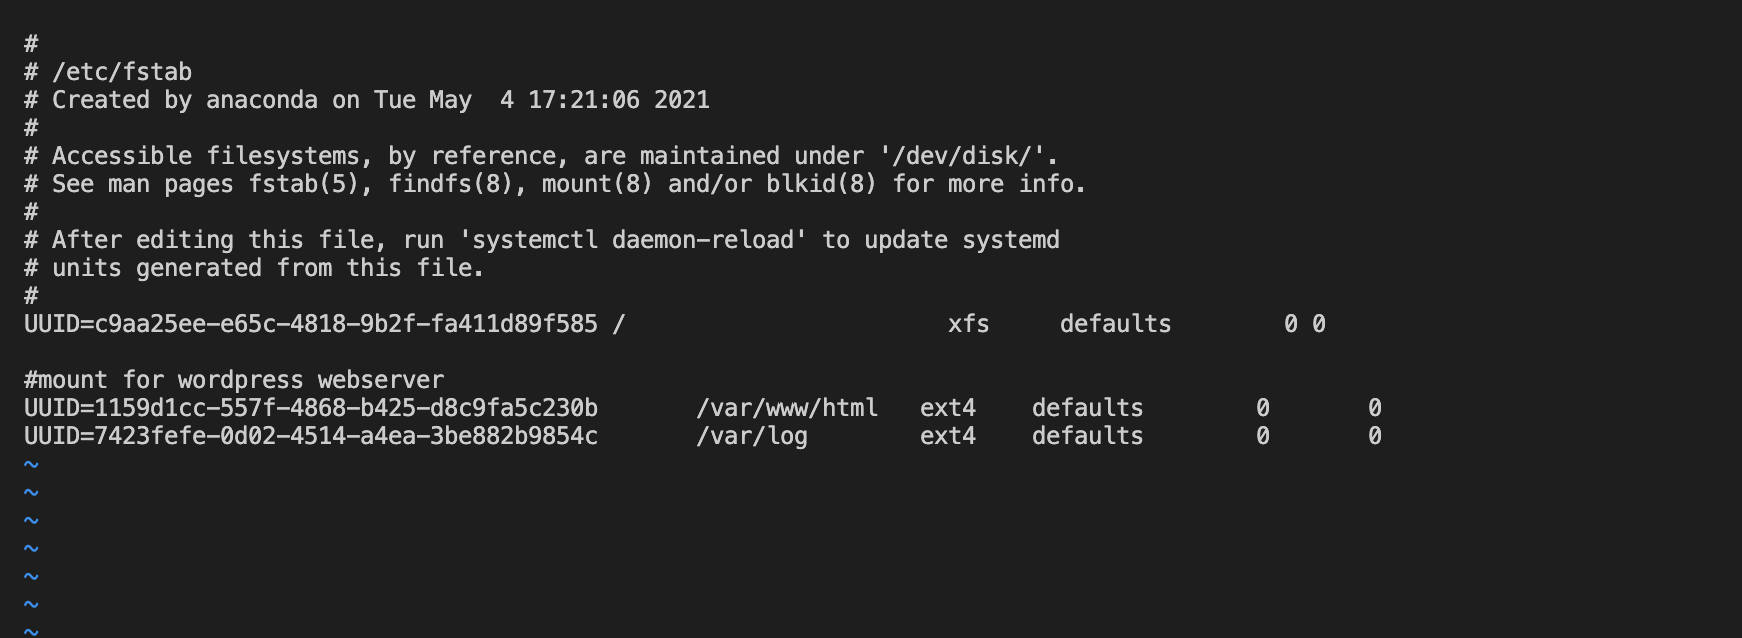 #
# /etc/fstab
# Created by anaconda on Tue May  4 17:21:06 2021
#
# Accessible filesystems, by reference, are maintained under '/dev/disk/'.
# See man pages fstab(5), findfs(8), mount(8) and/or blkid(8) for more info.
#
# After editing this file, run 'systemctl daemon-reload' to update systemd
# units generated from this file.
#
UUID=c9aa25ee-e65c-4818-9b2f-fa411d89f585 /                       xfs     defaults        0 0

#mount for wordpress webserver
UUID=1159d1cc-557f-4868-b425-d8c9fa5c230b       /var/www/html   ext4    defaults        0       0
UUID=7423fefe-0d02-4514-a4ea-3be882b9854c       /var/log        ext4    defaults        0       0
~
~
~
~
~
~
~